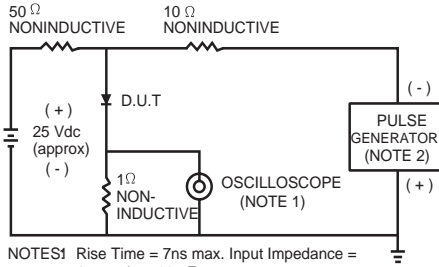 50 Ω
NONINDUCTIVE
10 Ω
NONINDUCTIVE
D.U.T
( + )
25 Vdc
(approx)
( - )
1Ω
NON-
INDUCTIVE
OSCILLOSCOPE
(NOTE 1)
( - )
PULSE
GENERATOR
(NOTE 2)
( + )
NOTES1 Rise Time = 7ns max. Input Impedance =